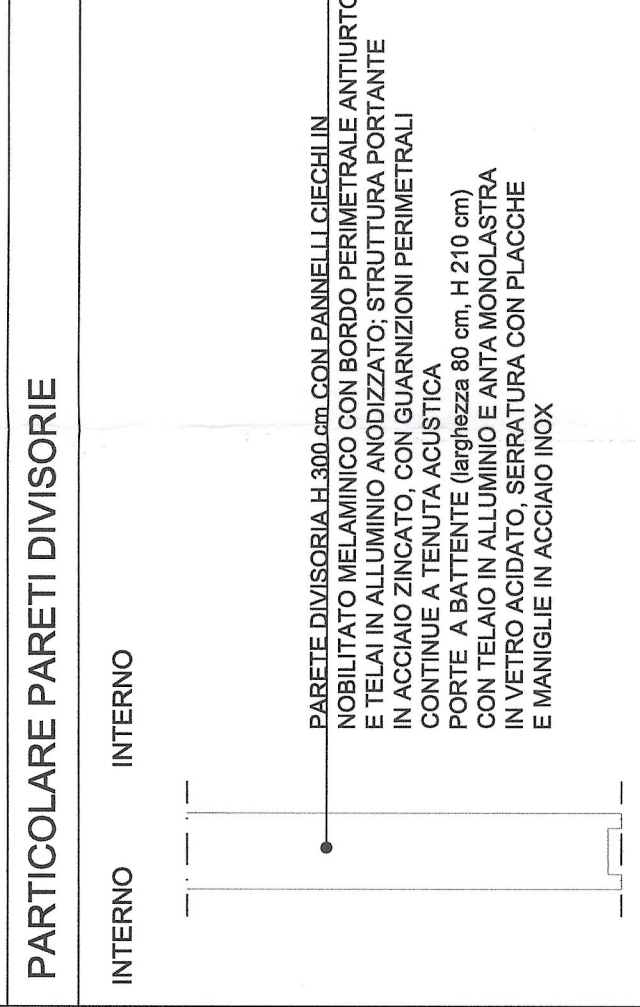 PARTICOLARE PARETI DIVISORIE
INTERNO INTERNO
PARETE DIVISORIA H 300 cm CON PANNELLI CIECHI IN
NOBILITATO MELAMINICO CON BORDO PERIMETRALE ANTIURTO
E TELAI IN ALLUMINIO ANODIZZATO; STRUTTURA PORTANTE
IN ACCIAIO ZINCATO, CON GUARNIZIONI PERIMETRALI
CONTINUE A TENUTA ACUSTICA
PORTE A BATTENTE (larghezza 80 cm, H 210 cm)
CON TELAIO IN ALLUMINIO E ANTA MONOLASTRA
IN VETRO ACIDATO, SERRATURA CON PLACCHE
E MANIGLIE IN ACCIAIO INOX